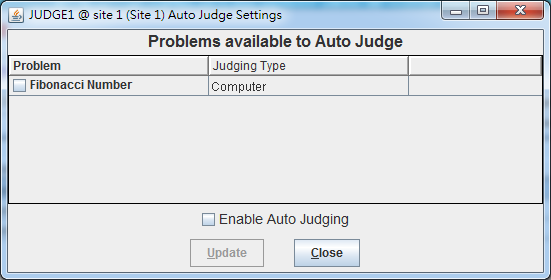 JUDGE1 @ site 1 (Site 1) Auto Judge Settings
Problems available to Auto Judge
Problem Judging Type
Fibonacci Number Computer
Enable Auto Judging
Update Close